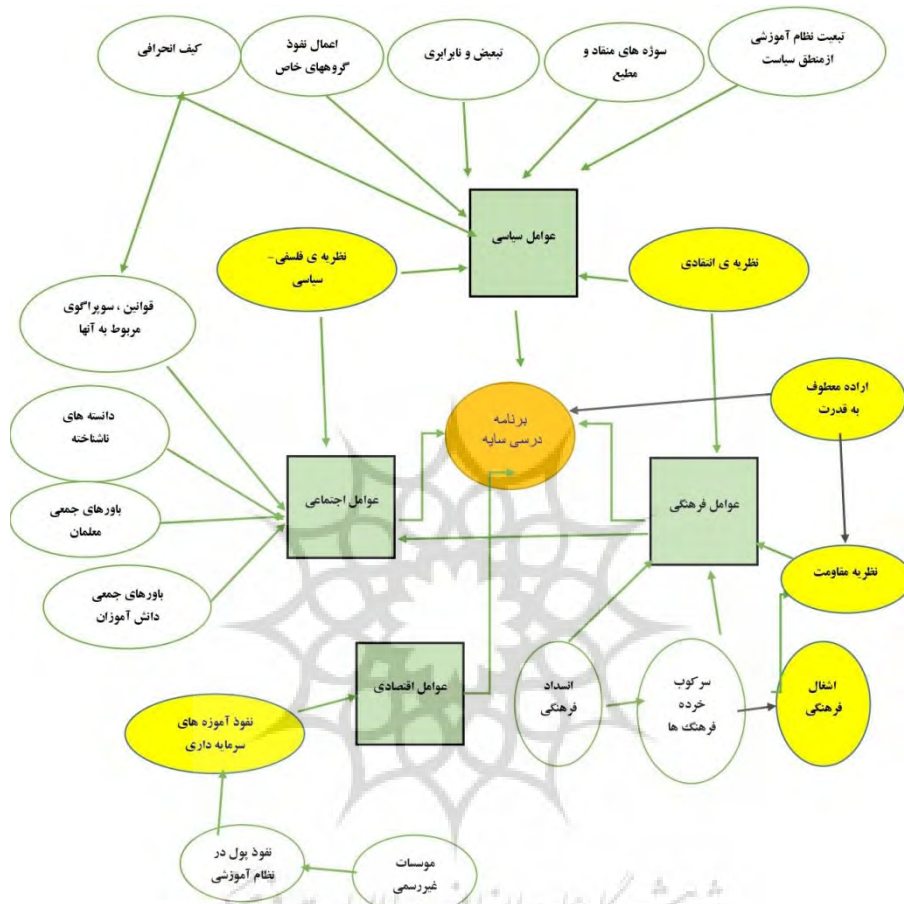 تبعیت نظام آموزشی
ازمنطق سیاست
سوژه های منقاد و
مطیع
تبعیض و نابرابری
اعمال نفوذ
گروههای خاص
کیف انحرافی
عوامل سیاسی
نظریه ی انتقادی
نظریه ی فلسفی-
سیاسی
قوانین ، سوپراگوی
مربوط به آنها
اراده معطوف
به قدرت
برنامه
درسی سایه
دانسته های
ناشناخته
عوامل فرهنگی
عوامل اجتماعی
باورهای جمعی
معلمان
نظریه مقاومت
باورهای جمعی
دانش آموزان
اشغال
فرهنگی
سرکوب
خرده
فرهنگ ها
انسداد
فرهنگی
عوامل اقتصادی
نفوذ آموزه های
سرمایه داری
موسسات
غیررسمی
نفوذ پول در
نظام آموزشی